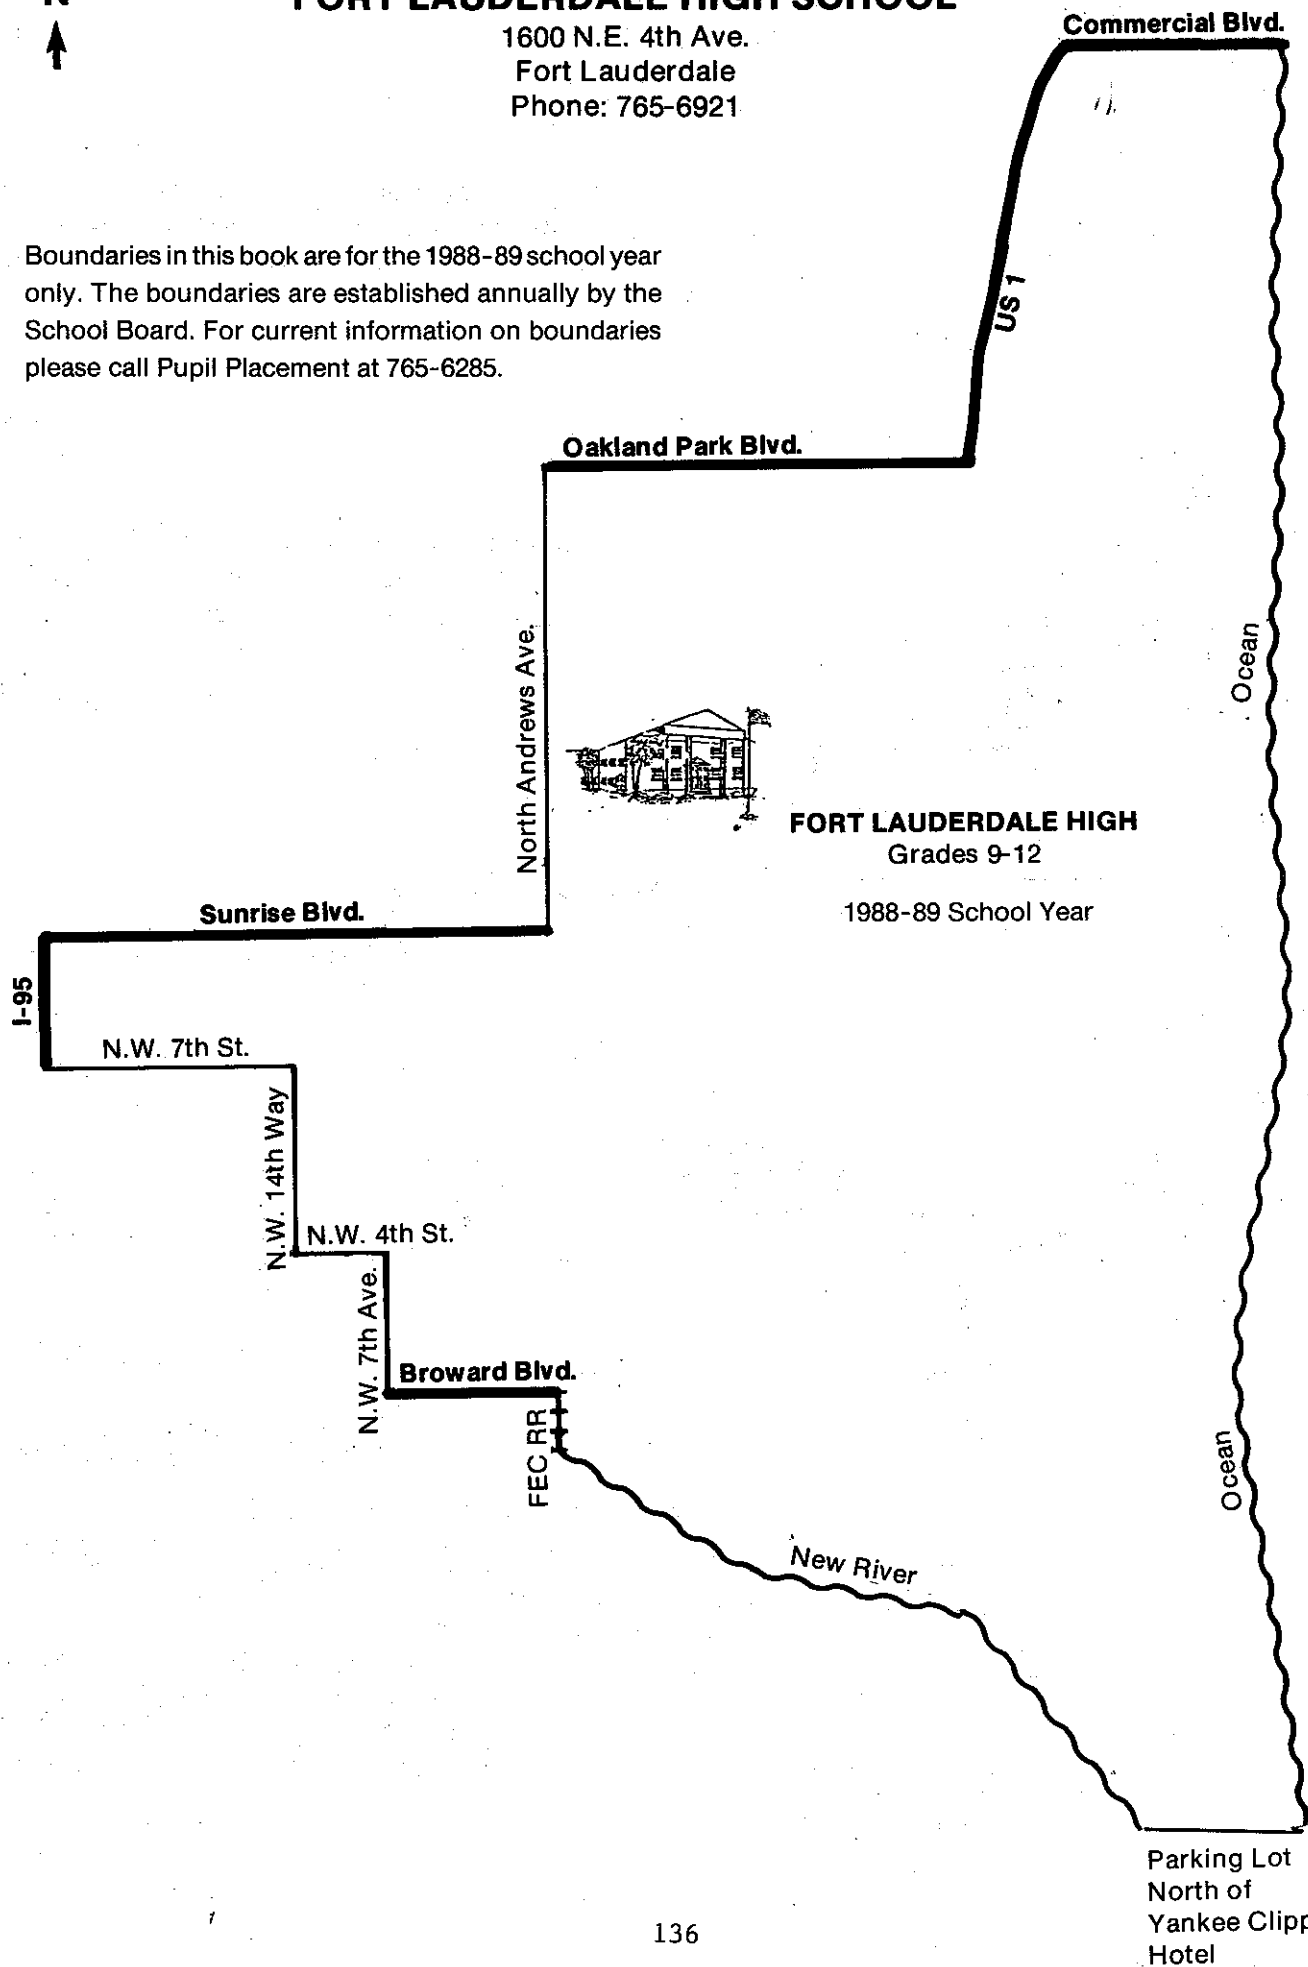 N
FORT LAUDERDALE HIGH SCHOOL
1600 N.E. 4th Ave.
Fort Lauderdale
Phone: 765-6921
Commercial Blvd.
Boundaries in this book are for the 1988-89 school year
only. The boundaries are established annually by the
School Board. For current information on boundaries
please call Pupil Placement at 765-6285.
US 1
Oakland Park Blvd.
Ocean
North Andrews Ave.
FORT LAUDERDALE HIGH
Grades 9-12
1988-89 School Year
Sunrise Blvd.
I-95
N.W. 7th St.
N.W. 14th Way
N.W. 4th St.
N.W. 7th Ave.
Broward Blvd.
FEC RR
Ocean
New River
Parking Lot
North of
Yankee Clipp
Hotel
136